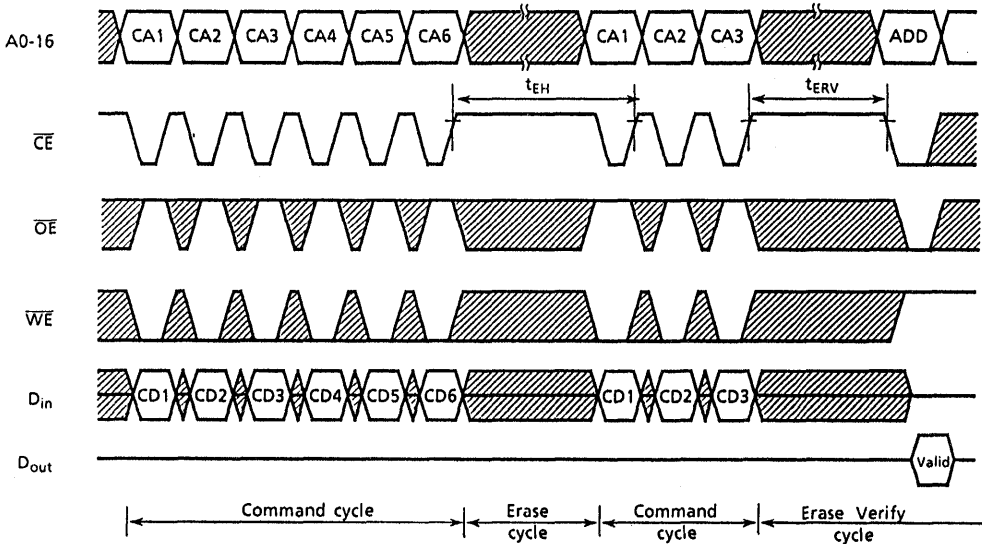 A0-16 CA1 CA2 CA3 CA4 CA5 CA6 CA1 CA2 CA3 ADD
tEH tERV
CE
OE
WE
Din CD1 CD2 CD3 CD4 CD5 CD6 CD1 CD2 CD3
Dout Valid
Command cycle Erase cycle Command cycle Erase Verify cycle